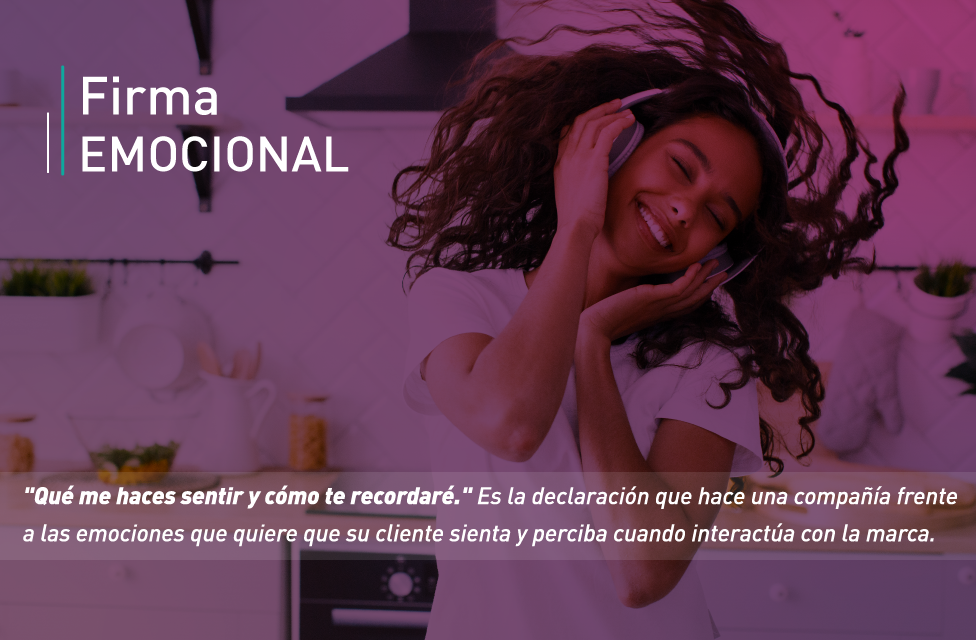 Firma
EMOCIONAL
"Qué me haces sentir y cómo te recordaré." Es la declaración que hace una compañía frente
a las emociones que quiere que su cliente sienta y perciba cuando interactúa con la marca.